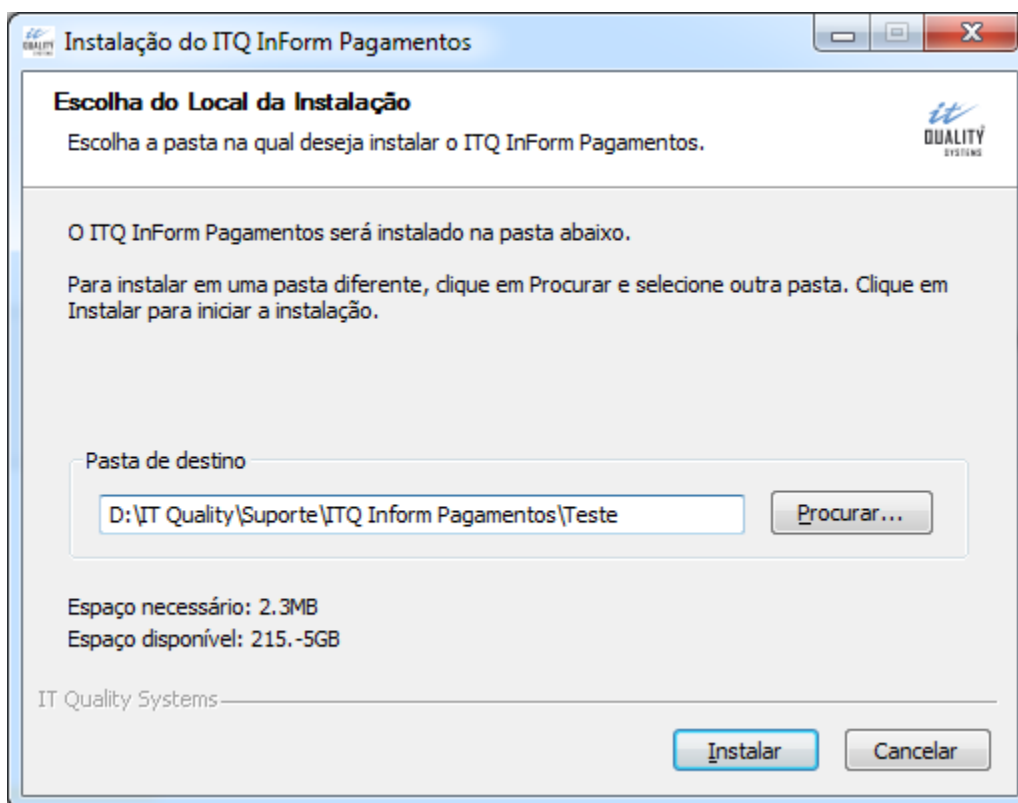 it QUALITY SYSTEMS Instalação do ITQ InForm Pagamentos
Escolha do Local da Instalação
Escolha a pasta na qual deseja instalar o ITQ InForm Pagamentos.
it
QUALITY
SYSTEMS
O ITQ InForm Pagamentos será instalado na pasta abaixo.
Para instalar em uma pasta diferente, clique em Procurar e selecione outra pasta. Clique em
Instalar para iniciar a instalação.
Pasta de destino
D:\IT Quality\Suporte\ITQ Inform Pagamentos\Teste
Procurar...
Espaço necessário: 2.3MB
Espaço disponível: 215.-5GB
IT Quality Systems
Instalar
Cancelar